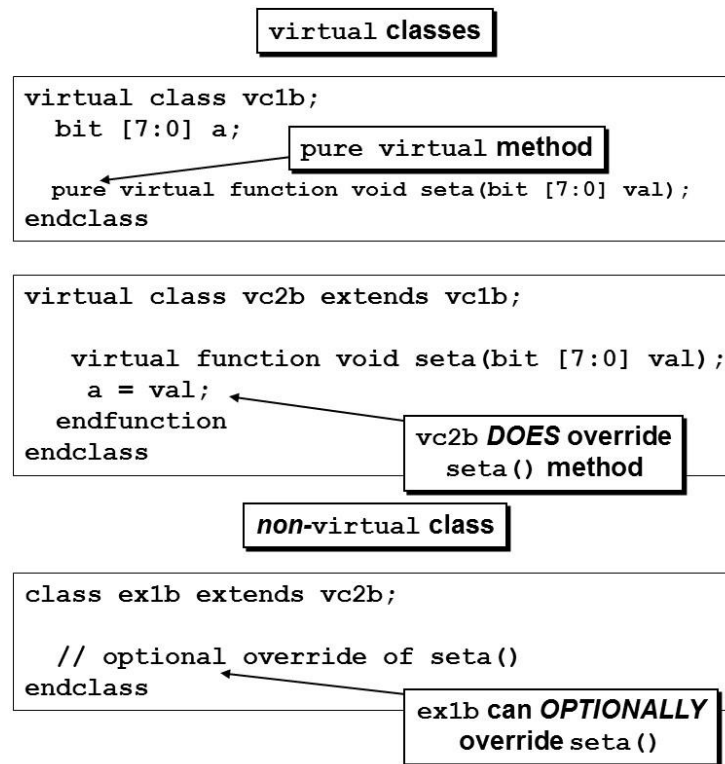 virtual classes
virtual class vc1b;
bit [7:0] a;
pure virtual method
pure virtual function void seta(bit [7:0] val);
endclass
virtual class vc2b extends vc1b;
virtual function void seta(bit [7:0] val);
a = val;
endfunction
endclass
vc2b DOES override
seta() method
non-virtual class
class ex1b extends vc2b;
// optional override of seta()
endclass
ex1b can OPTIONALLY
override seta()